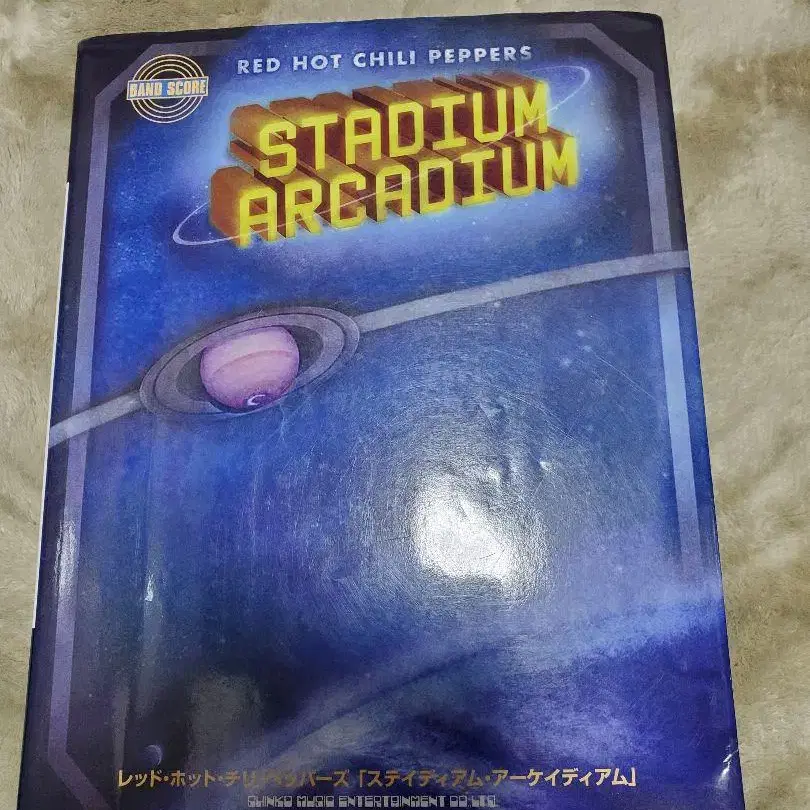 BAND SCORE
RED HOT CHILI PEPPERS
STADIUM
ARCADIUM
レッド・ホット・チリ・ペッパーズ「ステイディアム・アーケイディアム」
SHINKO MUSIC ENTERTAINMENT CO.,LTD.